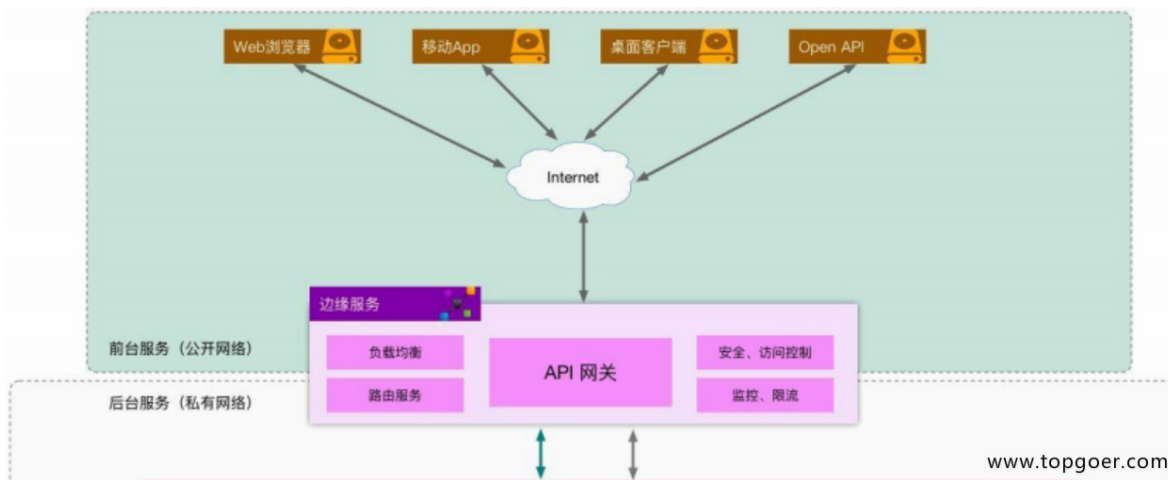 Web浏览器
移动App
桌面客户端
Open API
Internet
边缘服务
负载均衡
API 网关
安全、访问控制
前台服务（公开网络）
路由服务
监控、限流
后台服务（私有网络）
www.topgoer.com